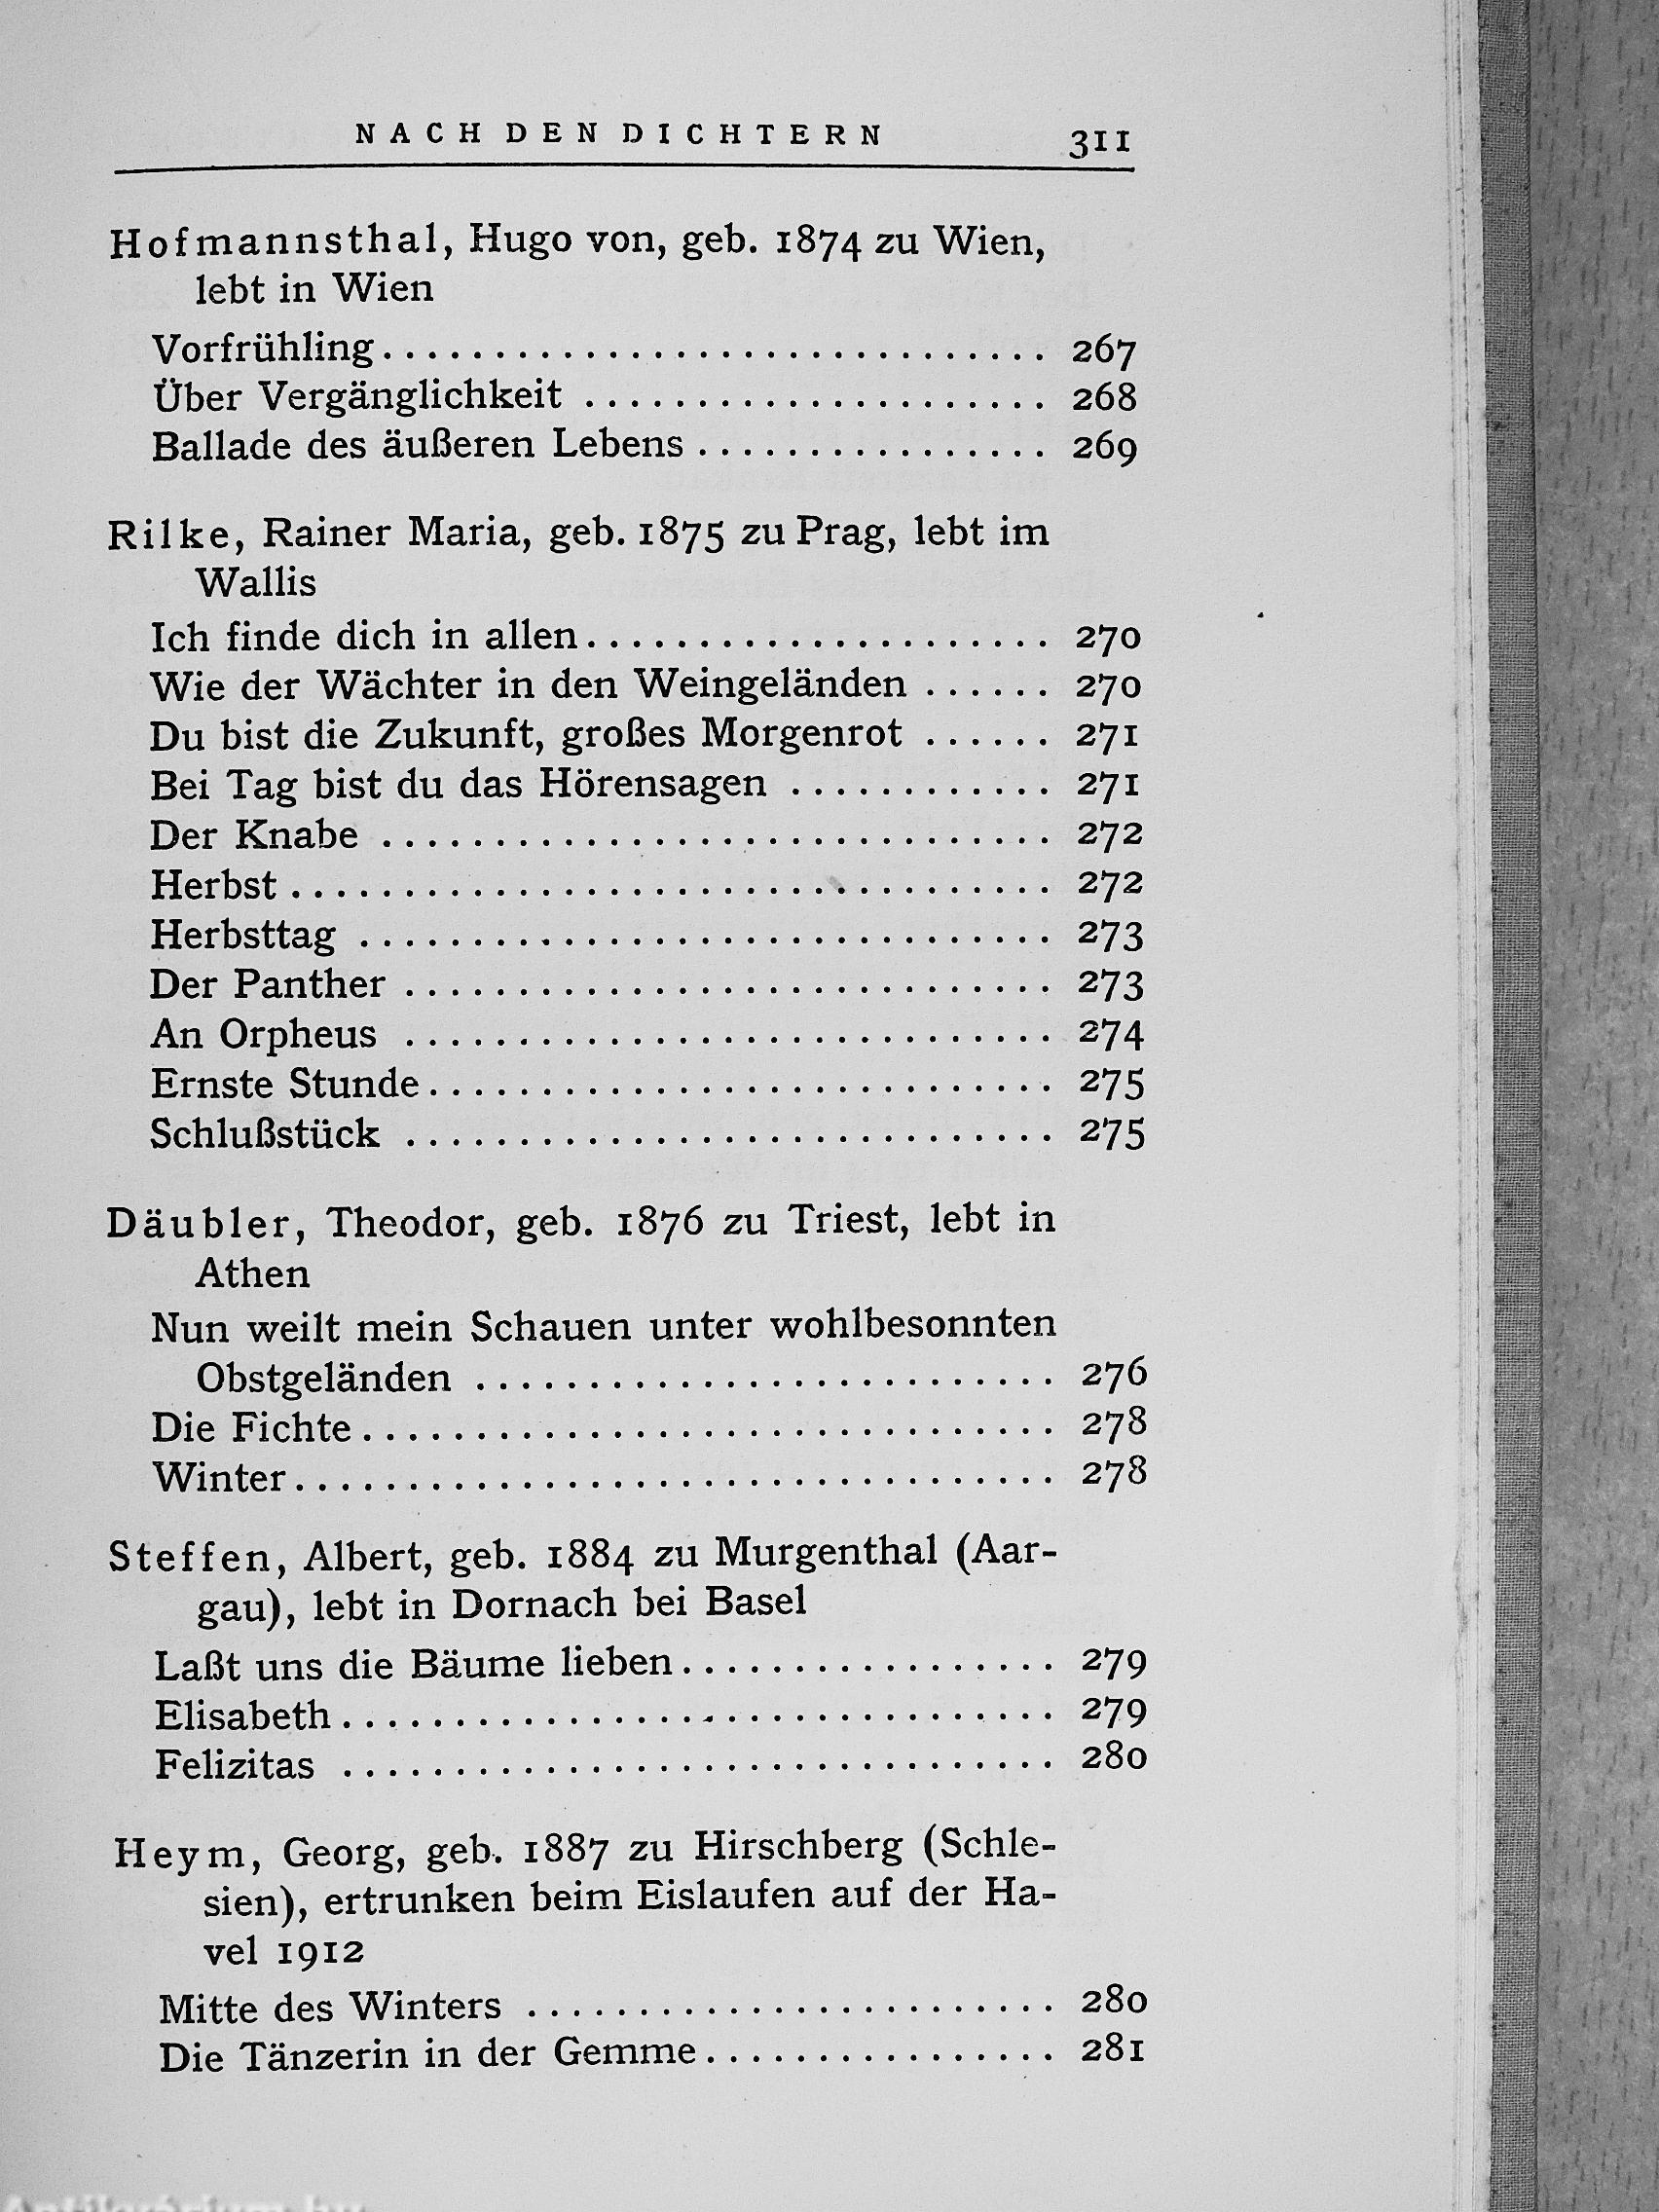 NACH DEN DICHTERN 311
Hofmannsthal, Hugo von, geb. 1874 zu Wien,
lebt in Wien
Vorfrühling.............................. 267
Über Vergänglichkeit ..................... 268
Ballade des äußeren Lebens ................ 269
Rilke, Rainer Maria, geb. 1875 zu Prag, lebt im
Wallis
Ich finde dich in allen..................... 270
Wie der Wächter in den Weingeländen ...... 270
Du bist die Zukunft, großes Morgenrot ...... 271
Bei Tag bist du das Hörensagen ............ 271
Der Knabe .............................. 272
Herbst .................................. 272
Herbsttag ............................... 273
Der Panther ............................. 273
An Orpheus ............................. 274
Ernste Stunde............................ 275
Schlußstück ............................. 275
Däubler, Theodor, geb. 1876 zu Triest, lebt in
Athen
Nun weilt mein Schauen unter wohlbesonnten
Obstgeländen .......................... 276
Die Fichte............................... 278
Winter.................................. 278
Steffen, Albert, geb. 1884 zu Murgenthal (Aar-
gau), lebt in Dornach bei Basel
Laßt uns die Bäume lieben................. 279
Elisabeth................................ 279
Felizitas ................................ 280
Heym, Georg, geb. 1887 zu Hirschberg (Schle-
sien), ertrunken beim Eislaufen auf der Ha-
vel 1912
Mitte des Winters ........................ 280
Die Tänzerin in der Gemme................ 281